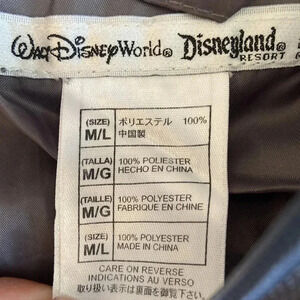 Walt Disney World® Disneyland®
RESORT
(SIZE) ポリエステル 100%
M/L 中国製
(TALLA) 100% POLIESTER
M/G HECHO EN CHINA
(TAILLE) 100% POLYESTER
M/G FABRIQUE EN CHINE
(SIZE) 100% POLYESTER
M/L MADE IN CHINA
CARE ON REVERSE
INDICATIONS AU VERSO
取り扱い表示は裏面を御覧下さい